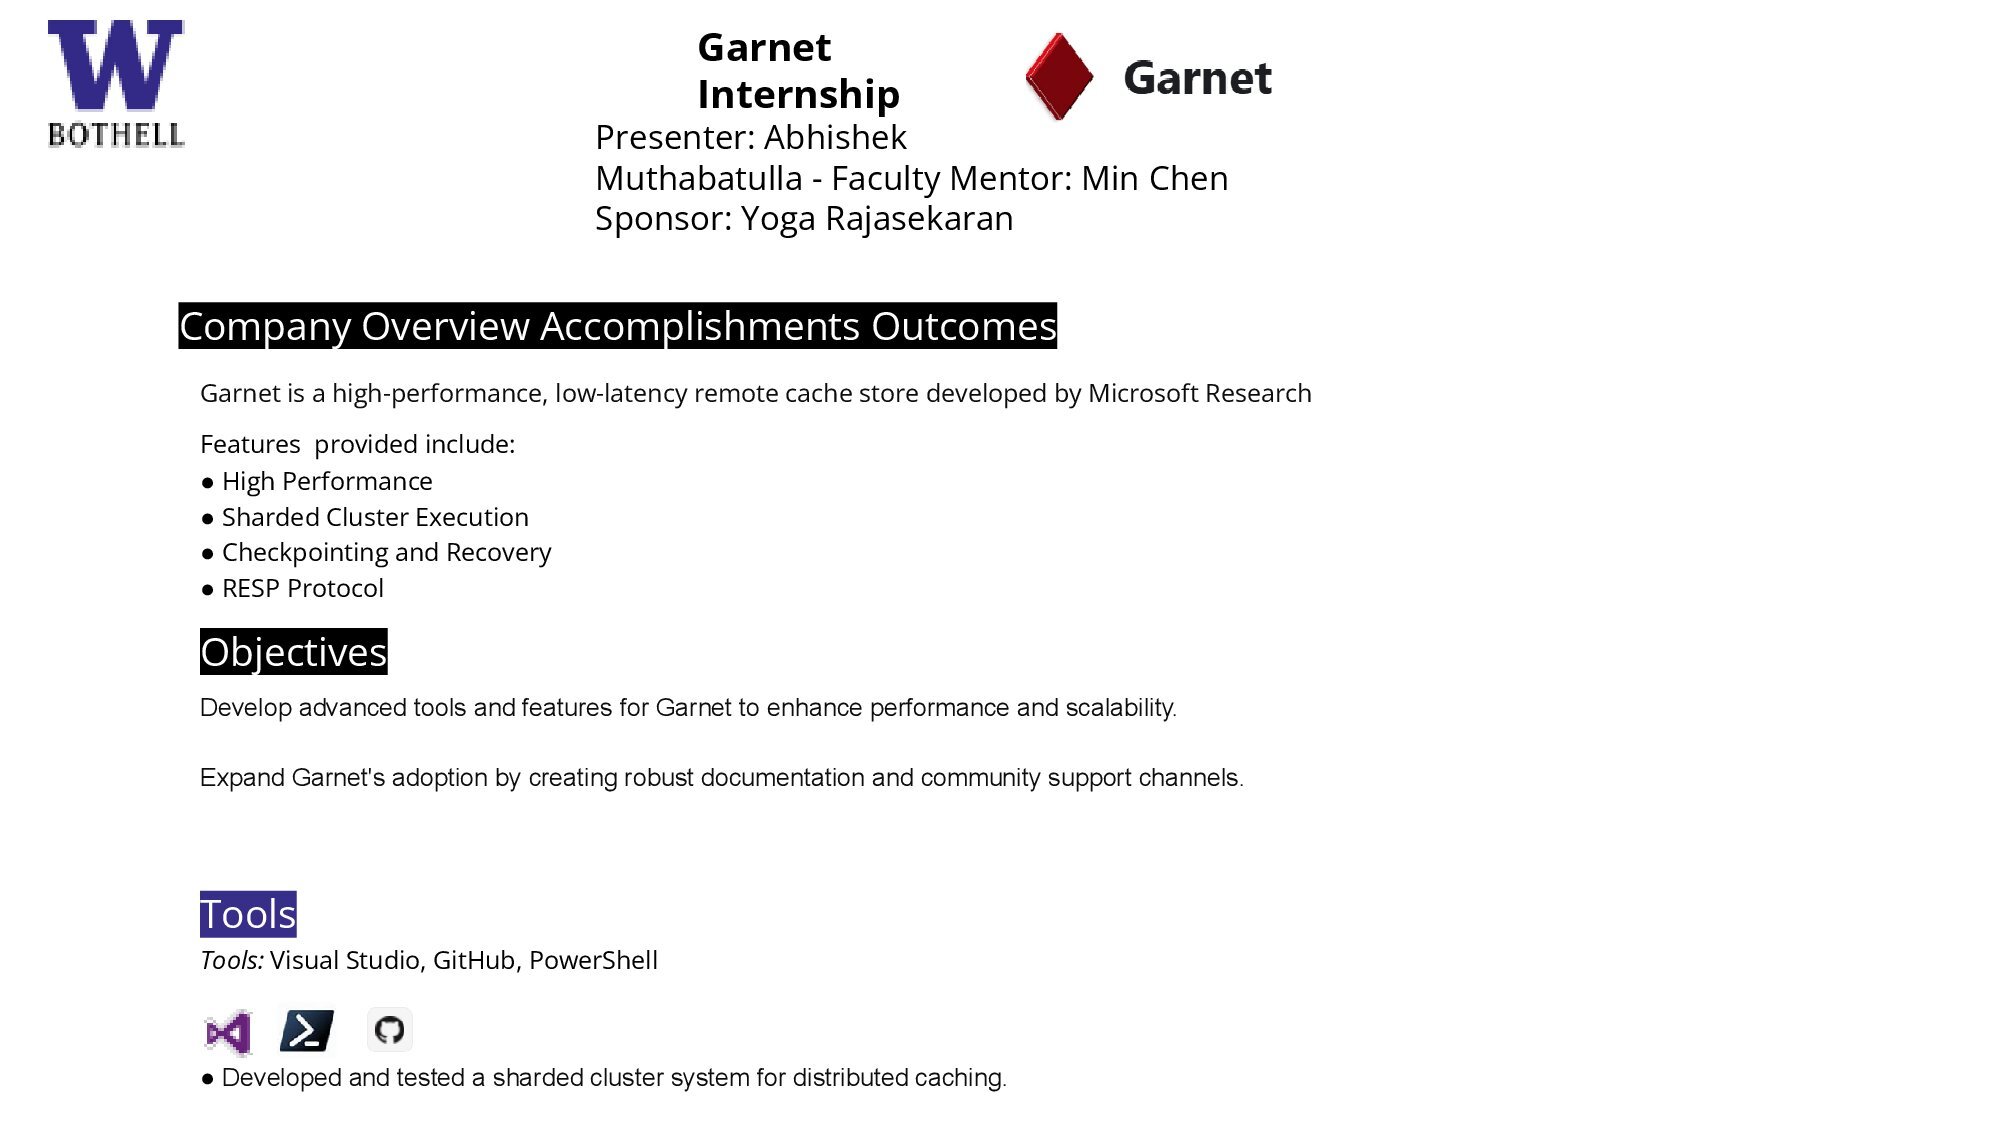 W
BOTHELL
Garnet
Internship
Garnet
Presenter: Abhishek
Muthabatulla - Faculty Mentor: Min Chen
Sponsor: Yoga Rajasekaran
Company Overview Accomplishments Outcomes
Garnet is a high-performance, low-latency remote cache store developed by Microsoft Research
Features provided include:
● High Performance
● Sharded Cluster Execution
● Checkpointing and Recovery
● RESP Protocol
Objectives
Develop advanced tools and features for Garnet to enhance performance and scalability.
Expand Garnet's adoption by creating robust documentation and community support channels.
Tools
Tools: Visual Studio, GitHub, PowerShell
● Developed and tested a sharded cluster system for distributed caching.